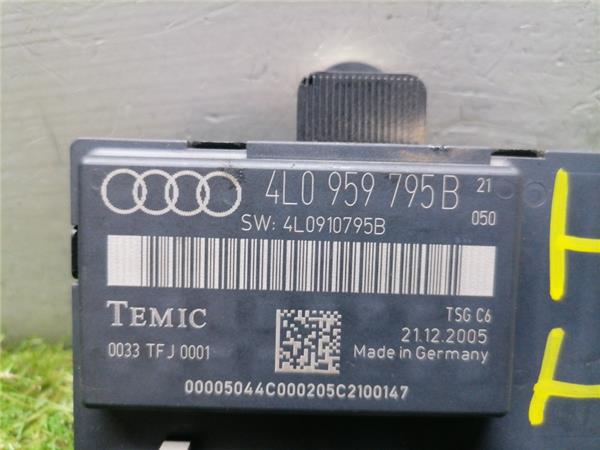 4L0 959 795B 21
050
SW: 4L0910795B
TEMIC
TSG C6
21.12.2005
0033 TFJ 0001
Made in Germany
00005044C000205C2100147